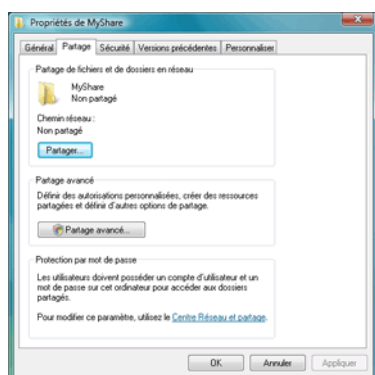 Propriétés de MyShare
Général Partage Sécurité Versions précédentes Personnaliser
Partage de fichiers et de dossiers en réseau
MyShare
Non partagé
Chemin réseau :
Non partagé
Partager...
Partage avancé
Définir des autorisations personnalisées, créer des ressources
partagées et définir d'autres options de partage.
Partage avancé...
Protection par mot de passe
Les utilisateurs doivent posséder un compte d'utilisateur et un
mot de passe sur cet ordinateur pour accéder aux dossiers
partagés.
Pour modifier ce paramètre, utilisez le Centre Réseau et partage.
OK Annuler Appliquer